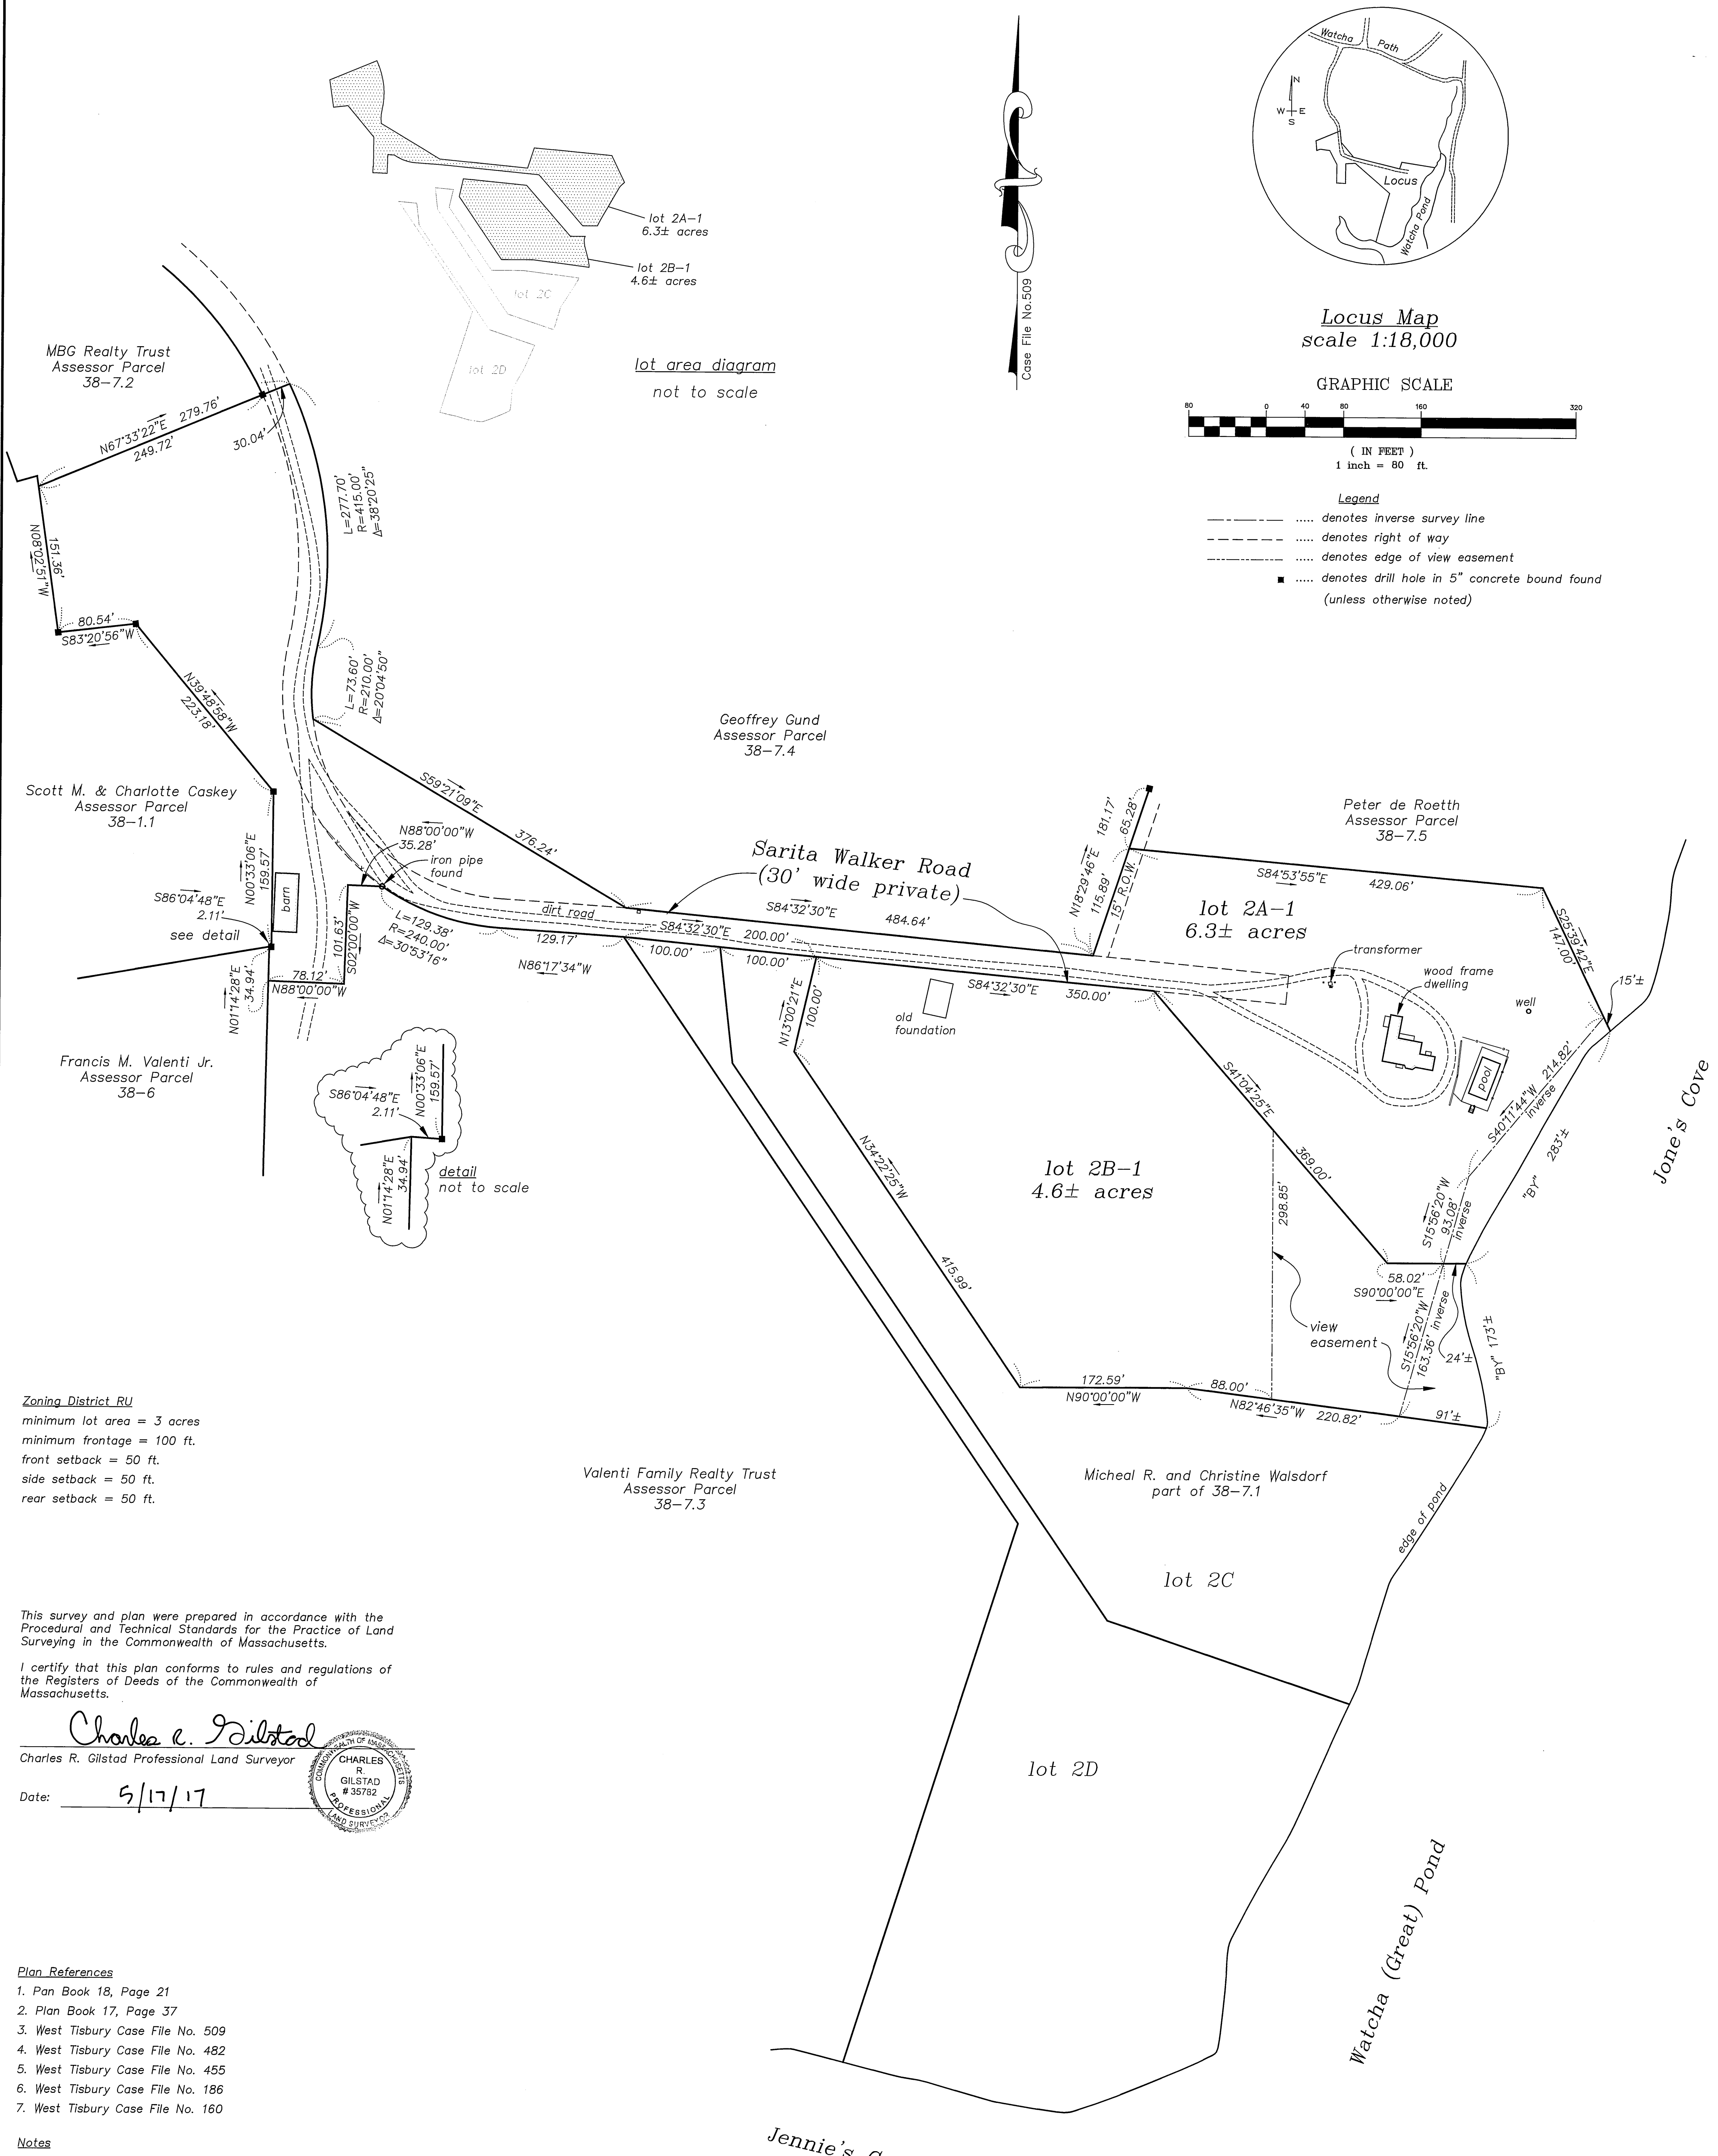 lot 2A-1
6.3± acres
lot 2B-1
4.6± acres
lot 2C
lot 2D
lot area diagram
not to scale
Case File No.509
Watcha Path
N
W E
S
Locus
Watcha Pond
Locus Map
scale 1:18,000
GRAPHIC SCALE
80 0 40 80 160 320
( IN FEET )
1 inch = 80 ft.
Legend
..... denotes inverse survey line
..... denotes right of way
..... denotes edge of view easement
..... denotes drill hole in 5" concrete bound found
(unless otherwise noted)
MBG Realty Trust
Assessor Parcel
38-7.2
N67°33'22"E 279.76'
249.72'
30.04'
L=277.70'
R=415.00'
Δ=38°20'25"
N08°02'51"W
151.36'
80.54'
S83°20'56"W
N39°48'58"W
223.18'
L=73.60'
R=210.00'
Δ=20°04'50"
Geoffrey Gund
Assessor Parcel
38-7.4
Scott M. & Charlotte Caskey
Assessor Parcel
38-1.1
S59°21'09"E
376.24'
N88°00'00"W
35.28'
iron pipe
found
N00°33'06"E
159.57'
barn
S86°04'48"E
2.11'
see detail
101.63'
S02°00'00"W
L=129.38'
R=240.00'
Δ=30°53'16"
N01°14'28"E
34.94'
78.12'
N88°00'00"W
dirt road
129.17'
N86°17'34"W
Sarita Walker Road
(30' wide private)
S84°32'30"E 484.64'
S84°32'30"E 200.00'
100.00'
100.00'
N13°00'21"E
100.00'
old
foundation
S84°32'30"E 350.00'
N18°29'46"E 181.17'
65.28'
115.89'
15' R.O.W.
Peter de Roetth
Assessor Parcel
38-7.5
S84°53'55"E 429.06'
lot 2A-1
6.3± acres
S25°39'42"E
147.00'
transformer
wood frame
dwelling
well
15'±
pool
S40°11'44"W 214.82'
inverse
"BY" 283'±
Jone's Cove
Francis M. Valenti Jr.
Assessor Parcel
38-6
S86°04'48"E
2.11'
N00°33'06"E
159.57'
N01°14'28"E
34.94'
detail
not to scale
N34°22'25"W
415.99'
lot 2B-1
4.6± acres
S41°04'25"E
369.00'
298.85'
S15°56'20"W
93.08'
inverse
58.02'
S90°00'00"E
view
easement
S15°56'20"W
163.36' inverse
24'±
"BY" 173'±
172.59'
N90°00'00"W
88.00'
N82°46'35"W 220.82'
91'±
Zoning District RU
minimum lot area = 3 acres
minimum frontage = 100 ft.
front setback = 50 ft.
side setback = 50 ft.
rear setback = 50 ft.
Valenti Family Realty Trust
Assessor Parcel
38-7.3
Micheal R. and Christine Walsdorf
part of 38-7.1
edge of pond
lot 2C
lot 2D
This survey and plan were prepared in accordance with the
Procedural and Technical Standards for the Practice of Land
Surveying in the Commonwealth of Massachusetts.
I certify that this plan conforms to rules and regulations of
the Registers of Deeds of the Commonwealth of
Massachusetts.
Charles R. Gilstad
Charles R. Gilstad Professional Land Surveyor
Date: 5/17/17
COMMONWEALTH OF MASSACHUSETTS
CHARLES
R.
GILSTAD
# 35782
PROFESSIONAL
LAND SURVEYOR
Watcha (Great) Pond
Plan References
1. Pan Book 18, Page 21
2. Plan Book 17, Page 37
3. West Tisbury Case File No. 509
4. West Tisbury Case File No. 482
5. West Tisbury Case File No. 455
6. West Tisbury Case File No. 186
7. West Tisbury Case File No. 160
Notes
Jennie's